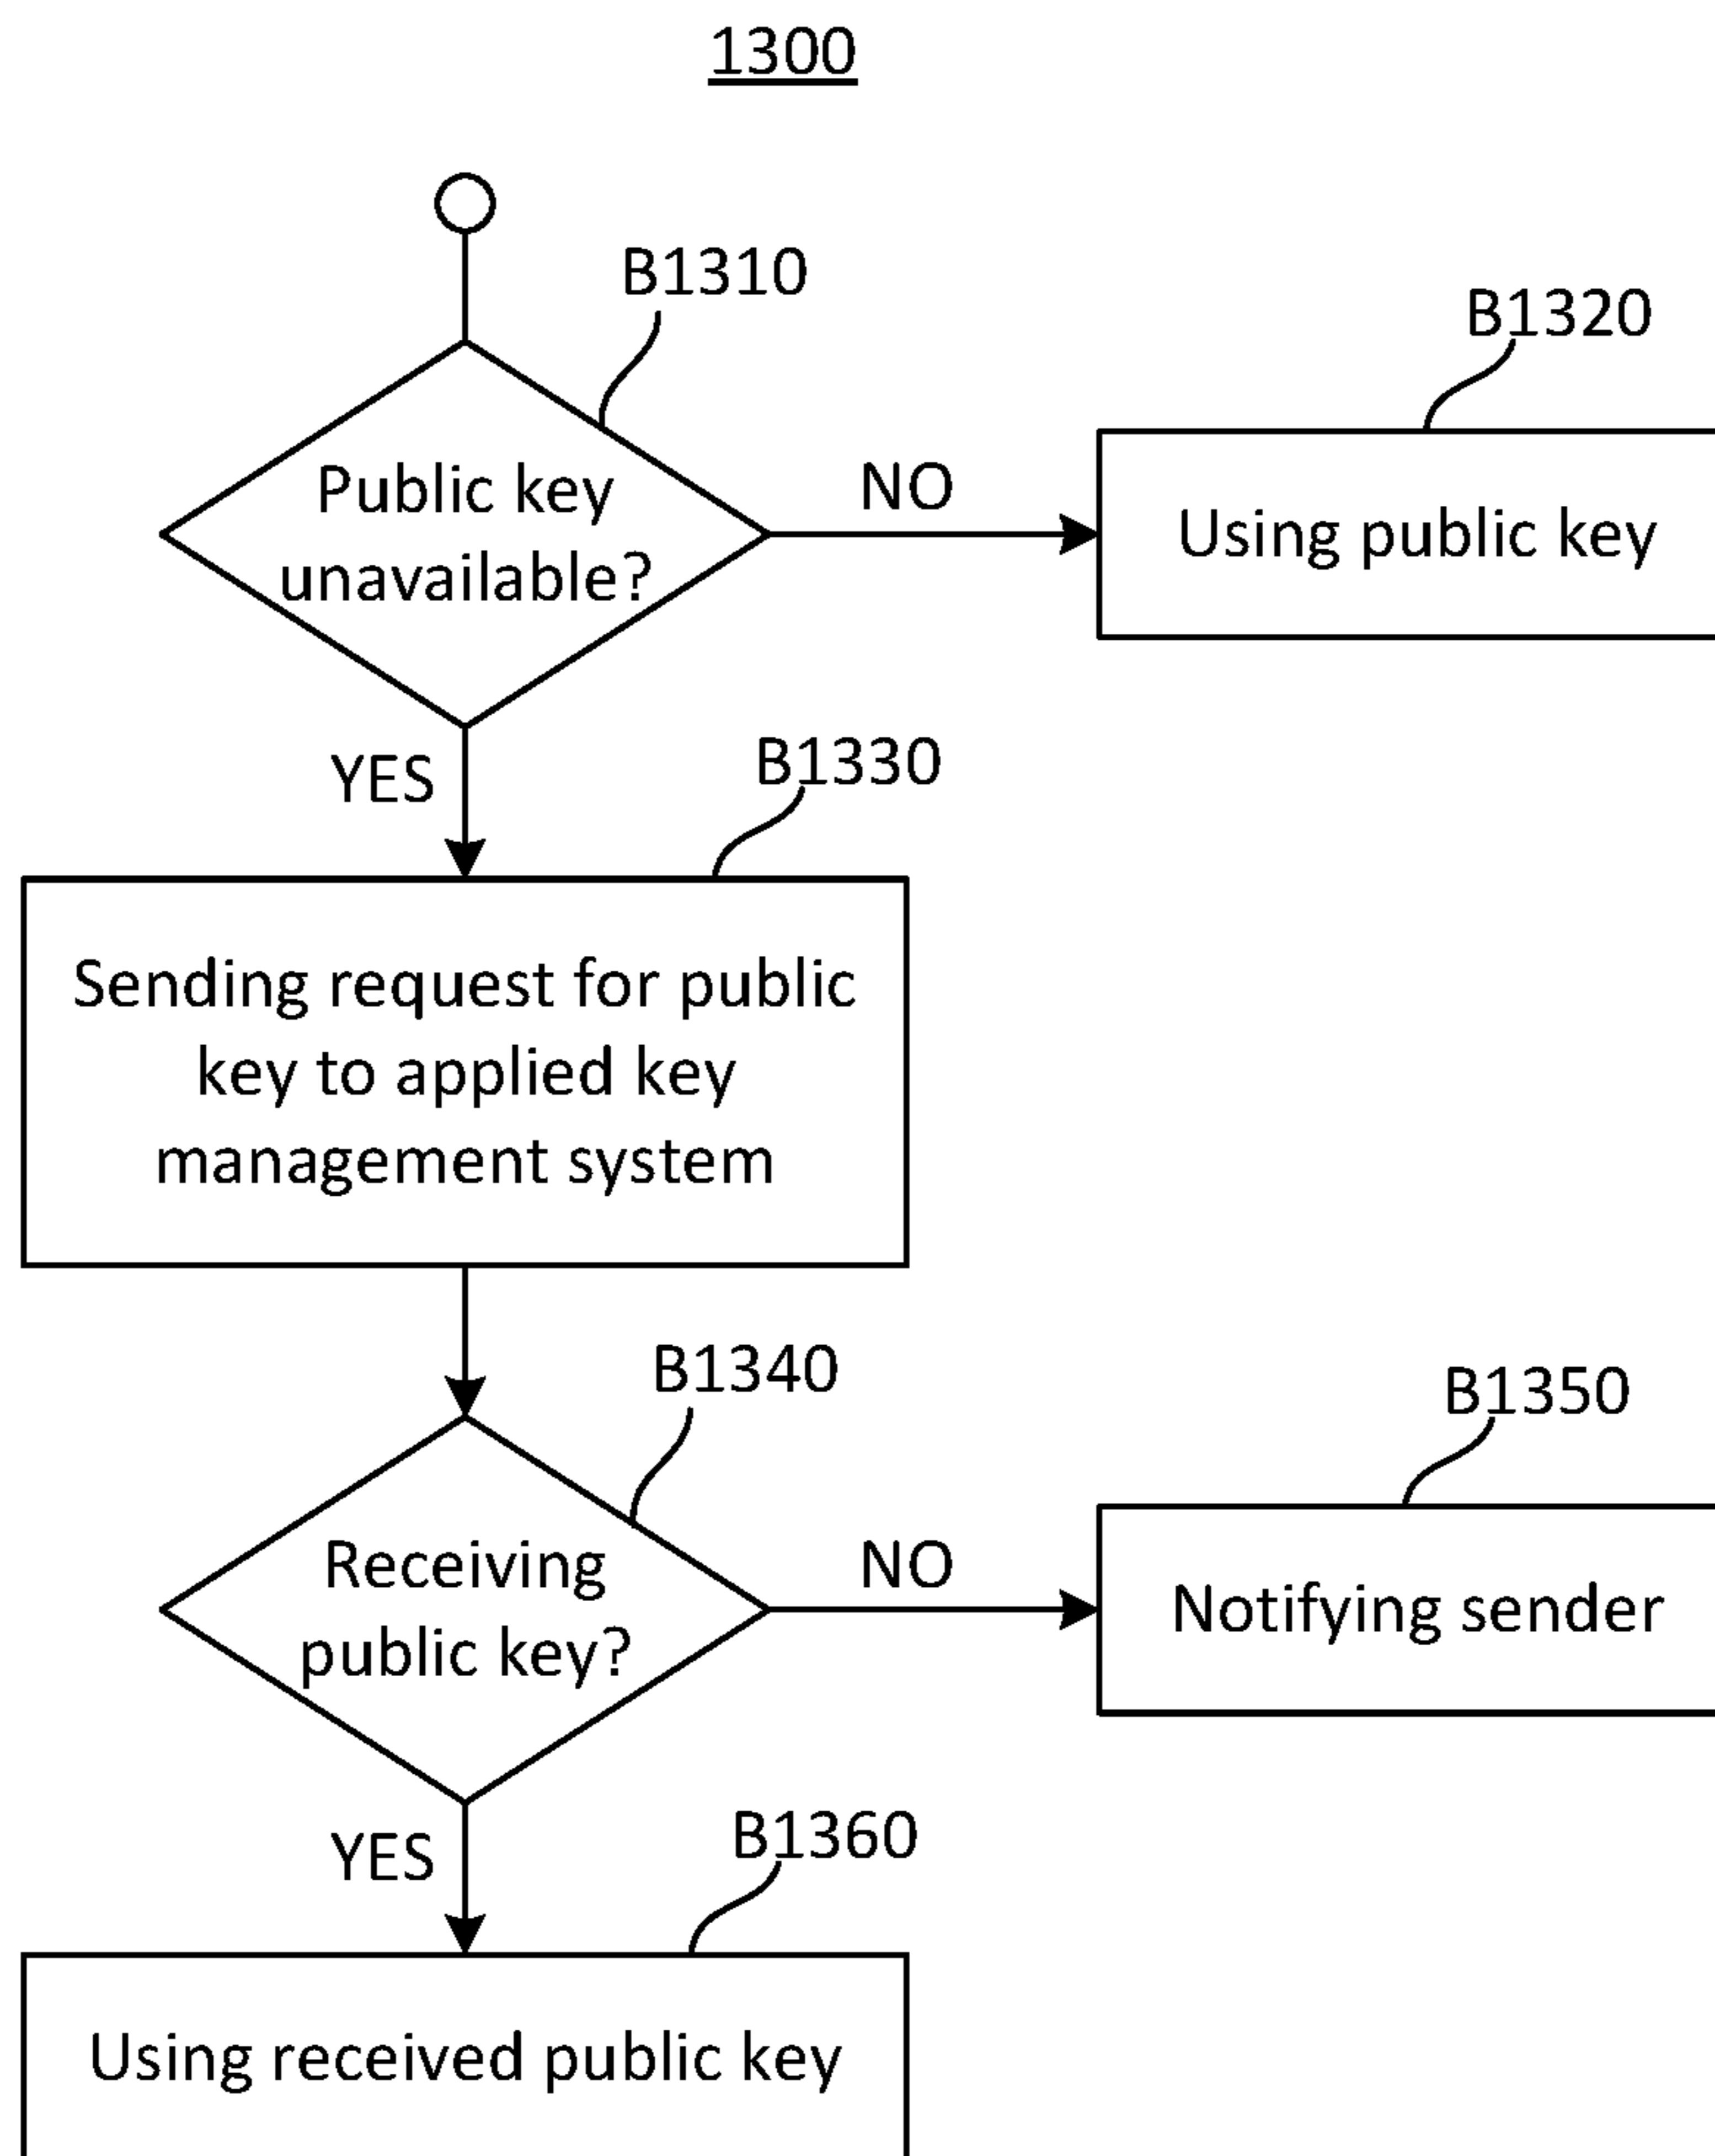 1300
B1310
B1320
Public key
unavailable?
NO
Using public key
YES
B1330
Sending request for public
key to applied key
management system
B1340
B1350
Receiving
public key?
NO
Notifying sender
YES
B1360
Using received public key